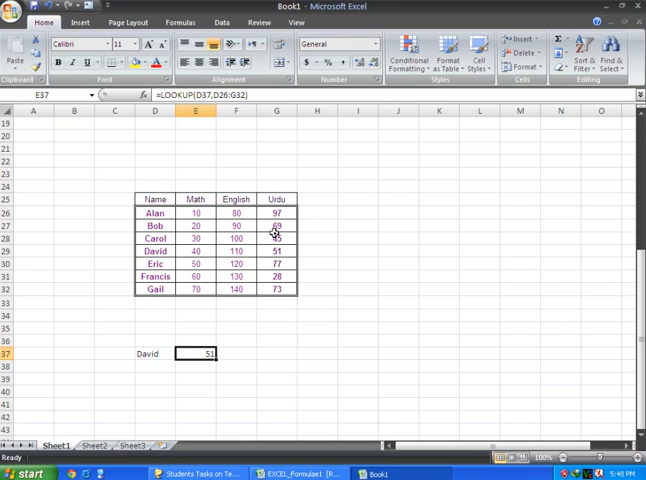 Book1 - Microsoft Excel
Home Insert Page Layout Formulas Data Review View
Calibri 11 General Insert
Paste B I U $ % , Conditional Formatting Format as Table Cell Styles Delete Format Σ Sort & Filter Find & Select
Clipboard Font Alignment Number Styles Cells Editing
E37 fx =LOOKUP(D37,D26:G32)
A B C D E F G H I J K L M N O
19
20
21
22
23
24
25 Name Math English Urdu
26 Alan 10 80 97
27 Bob 20 90 69
28 Carol 30 100 45
29 David 40 110 51
30 Eric 50 120 77
31 Francis 60 130 28
32 Gail 70 140 73
33
34
35
36
37 David 51
38
39
40
41
42
43
Sheet1 Sheet2 Sheet3
Ready 100%
start Students Tasks on Te... EXCEL_Formulae1 [R... Book1 5:48 PM